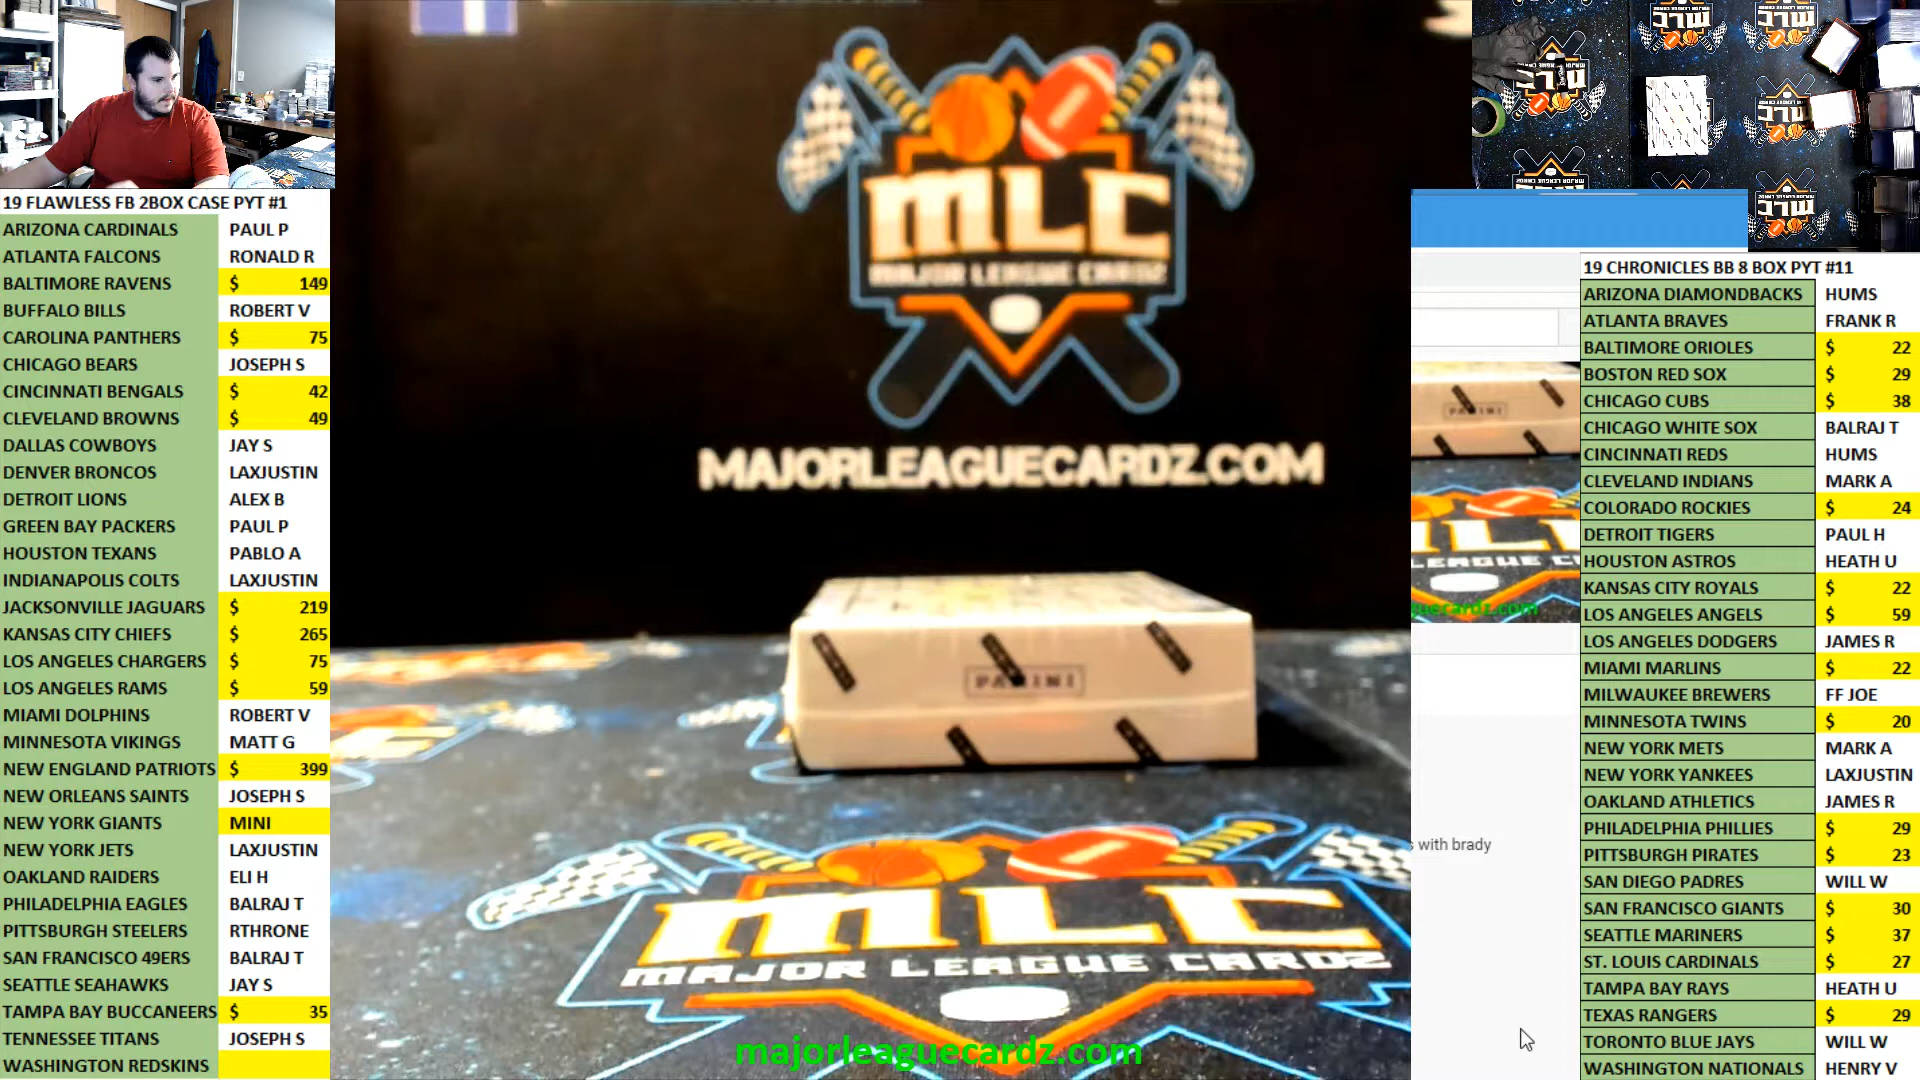 19 FLAWLESS FB 2BOX CASE PYT #1
ARIZONA CARDINALS PAUL P
ATLANTA FALCONS RONALD R
BALTIMORE RAVENS $ 149
BUFFALO BILLS ROBERT V
CAROLINA PANTHERS $ 75
CHICAGO BEARS JOSEPH S
CINCINNATI BENGALS $ 42
CLEVELAND BROWNS $ 49
DALLAS COWBOYS JAY S
DENVER BRONCOS LAXJUSTIN
DETROIT LIONS ALEX B
GREEN BAY PACKERS PAUL P
HOUSTON TEXANS PABLO A
INDIANAPOLIS COLTS LAXJUSTIN
JACKSONVILLE JAGUARS $ 219
KANSAS CITY CHIEFS $ 265
LOS ANGELES CHARGERS $ 75
LOS ANGELES RAMS $ 59
MIAMI DOLPHINS ROBERT V
MINNESOTA VIKINGS MATT G
NEW ENGLAND PATRIOTS $ 399
NEW ORLEANS SAINTS JOSEPH S
NEW YORK GIANTS MINI
NEW YORK JETS LAXJUSTIN
OAKLAND RAIDERS ELI H
PHILADELPHIA EAGLES BALRAJ T
PITTSBURGH STEELERS RTHRONE
SAN FRANCISCO 49ERS BALRAJ T
SEATTLE SEAHAWKS JAY S
TAMPA BAY BUCCANEERS $ 35
TENNESSEE TITANS JOSEPH S
WASHINGTON REDSKINS
MLC
MAJOR LEAGUE CARDZ
MAJORLEAGUECARDZ.COM
PANINI
MLC
MAJOR LEAGUE CARDZ
majorleaguecardz.com
PANINI
with brady
19 CHRONICLES BB 8 BOX PYT #11
ARIZONA DIAMONDBACKS HUMS
ATLANTA BRAVES FRANK R
BALTIMORE ORIOLES $ 22
BOSTON RED SOX $ 29
CHICAGO CUBS $ 38
CHICAGO WHITE SOX BALRAJ T
CINCINNATI REDS HUMS
CLEVELAND INDIANS MARK A
COLORADO ROCKIES $ 24
DETROIT TIGERS PAUL H
HOUSTON ASTROS HEATH U
KANSAS CITY ROYALS $ 22
LOS ANGELES ANGELS $ 59
LOS ANGELES DODGERS JAMES R
MIAMI MARLINS $ 22
MILWAUKEE BREWERS FF JOE
MINNESOTA TWINS $ 20
NEW YORK METS MARK A
NEW YORK YANKEES LAXJUSTIN
OAKLAND ATHLETICS JAMES R
PHILADELPHIA PHILLIES $ 29
PITTSBURGH PIRATES $ 23
SAN DIEGO PADRES WILL W
SAN FRANCISCO GIANTS $ 30
SEATTLE MARINERS $ 37
ST. LOUIS CARDINALS $ 27
TAMPA BAY RAYS HEATH U
TEXAS RANGERS $ 29
TORONTO BLUE JAYS WILL W
WASHINGTON NATIONALS HENRY V